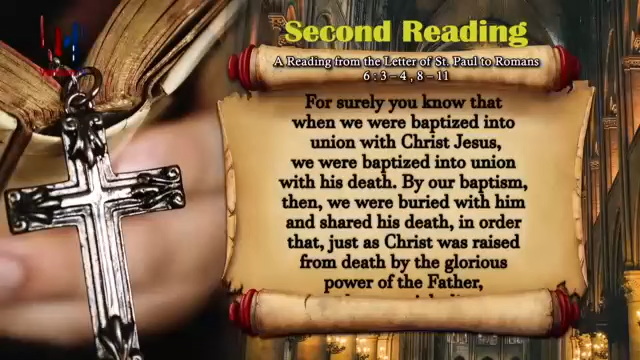 Second Reading
A Reading from the Letter of St. Paul to Romans
6 : 3 – 4 , 8 – 11
For surely you know that
when we were baptized into
union with Christ Jesus,
we were baptized into union
with his death. By our baptism,
then, we were buried with him
and shared his death, in order
that, just as Christ was raised
from death by the glorious
power of the Father,